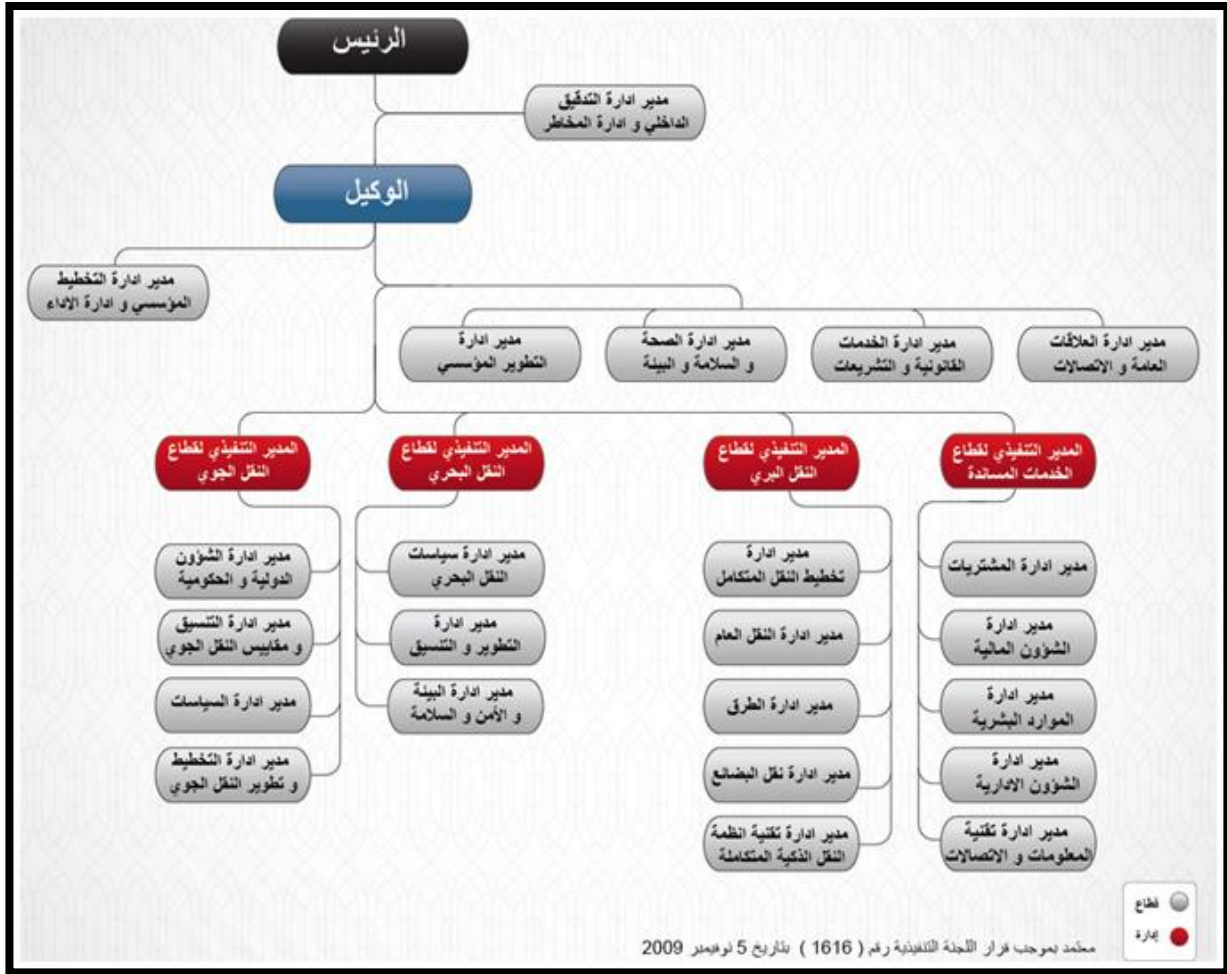 الرئيس
مدير ادارة التدقيق
الداخلي و ادارة المخاطر
الوكيل
مدير ادارة التخطيط
المؤسسي و ادارة الاداء
مدير ادارة العلاقات
العامة و الاتصالات
مدير ادارة الخدمات
القانونية و التشريعات
مدير ادارة الصحة
و السلامة و البيئة
مدير ادارة
التطوير المؤسسي
المدير التنفيذي لقطاع
الخدمات المساندة
مدير ادارة المشتريات
مدير ادارة
الشؤون المالية
مدير ادارة
الموارد البشرية
مدير ادارة
الشؤون الادارية
مدير ادارة تقنية
المعلومات و الاتصالات
المدير التنفيذي لقطاع
النقل البري
مدير ادارة
تخطيط النقل المتكامل
مدير ادارة النقل العام
مدير ادارة الطرق
مدير ادارة نقل البضائع
مدير ادارة تقنية انظمة
النقل الذكية المتكاملة
المدير التنفيذي لقطاع
النقل البحري
مدير ادارة سياسات
النقل البحري
مدير ادارة
التطوير و التنسيق
مدير ادارة البيئة
و الأمن و السلامة
المدير التنفيذي لقطاع
النقل الجوي
مدير ادارة الشؤون
الدولية و الحكومية
مدير ادارة التنسيق
و مقاييس النقل الجوي
مدير ادارة السياسات
مدير ادارة التخطيط
و تطوير النقل الجوي
قطاع
إدارة
معتمد بموجب قرار اللجنة التنفيذية رقم ( 1616 ) بتاريخ 5 نوفيمبر 2009